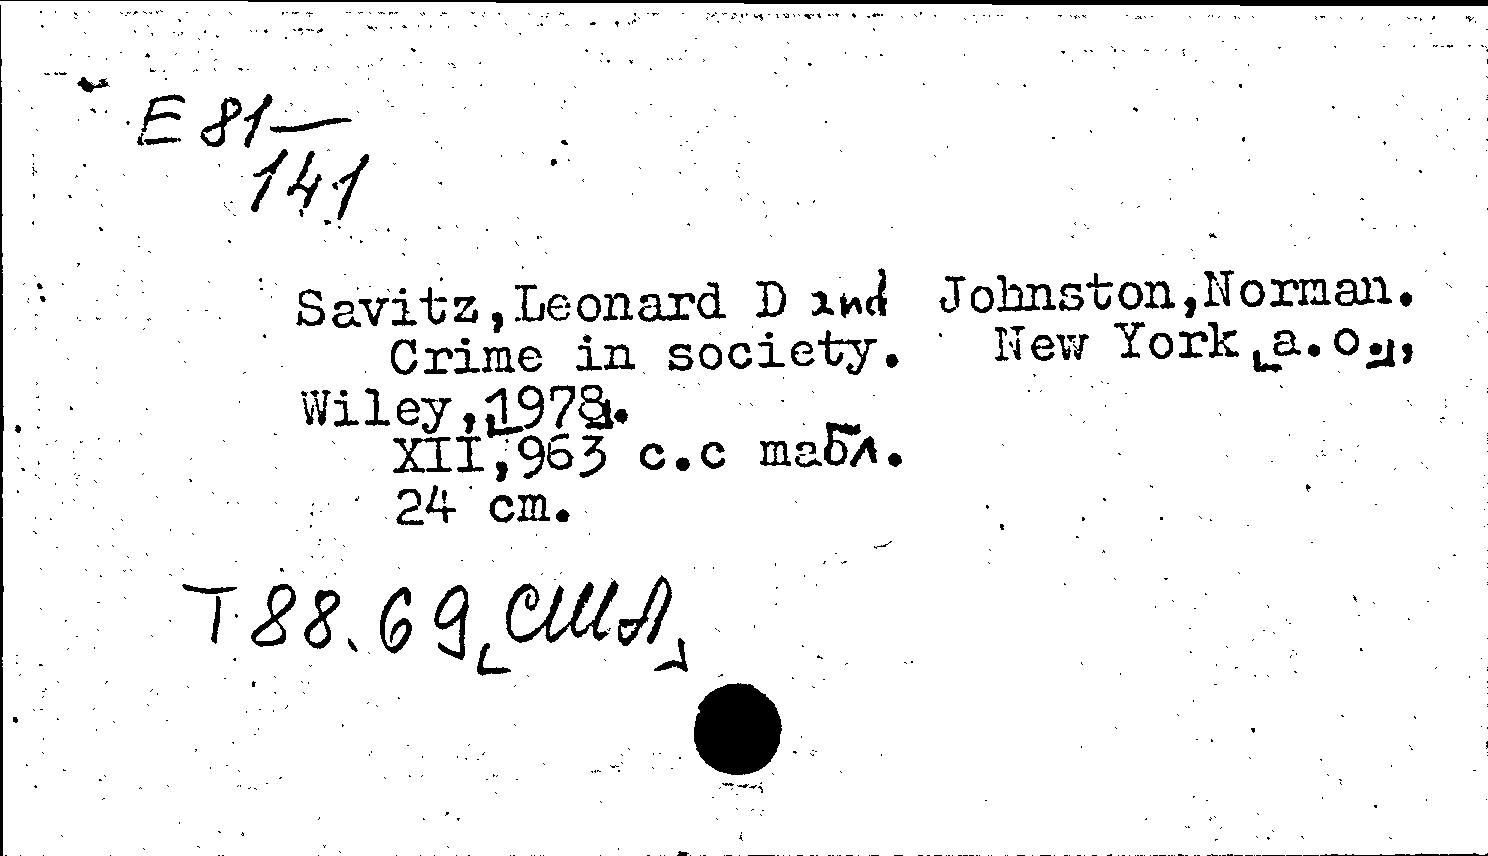 E 81—
141
Savitz,Leonard D and Johnston,Norman.
Crime in society. New York [a.o.],
Wiley,[1978].
XII,963 c.c табл.
24 cm.
T 88.69 [США]